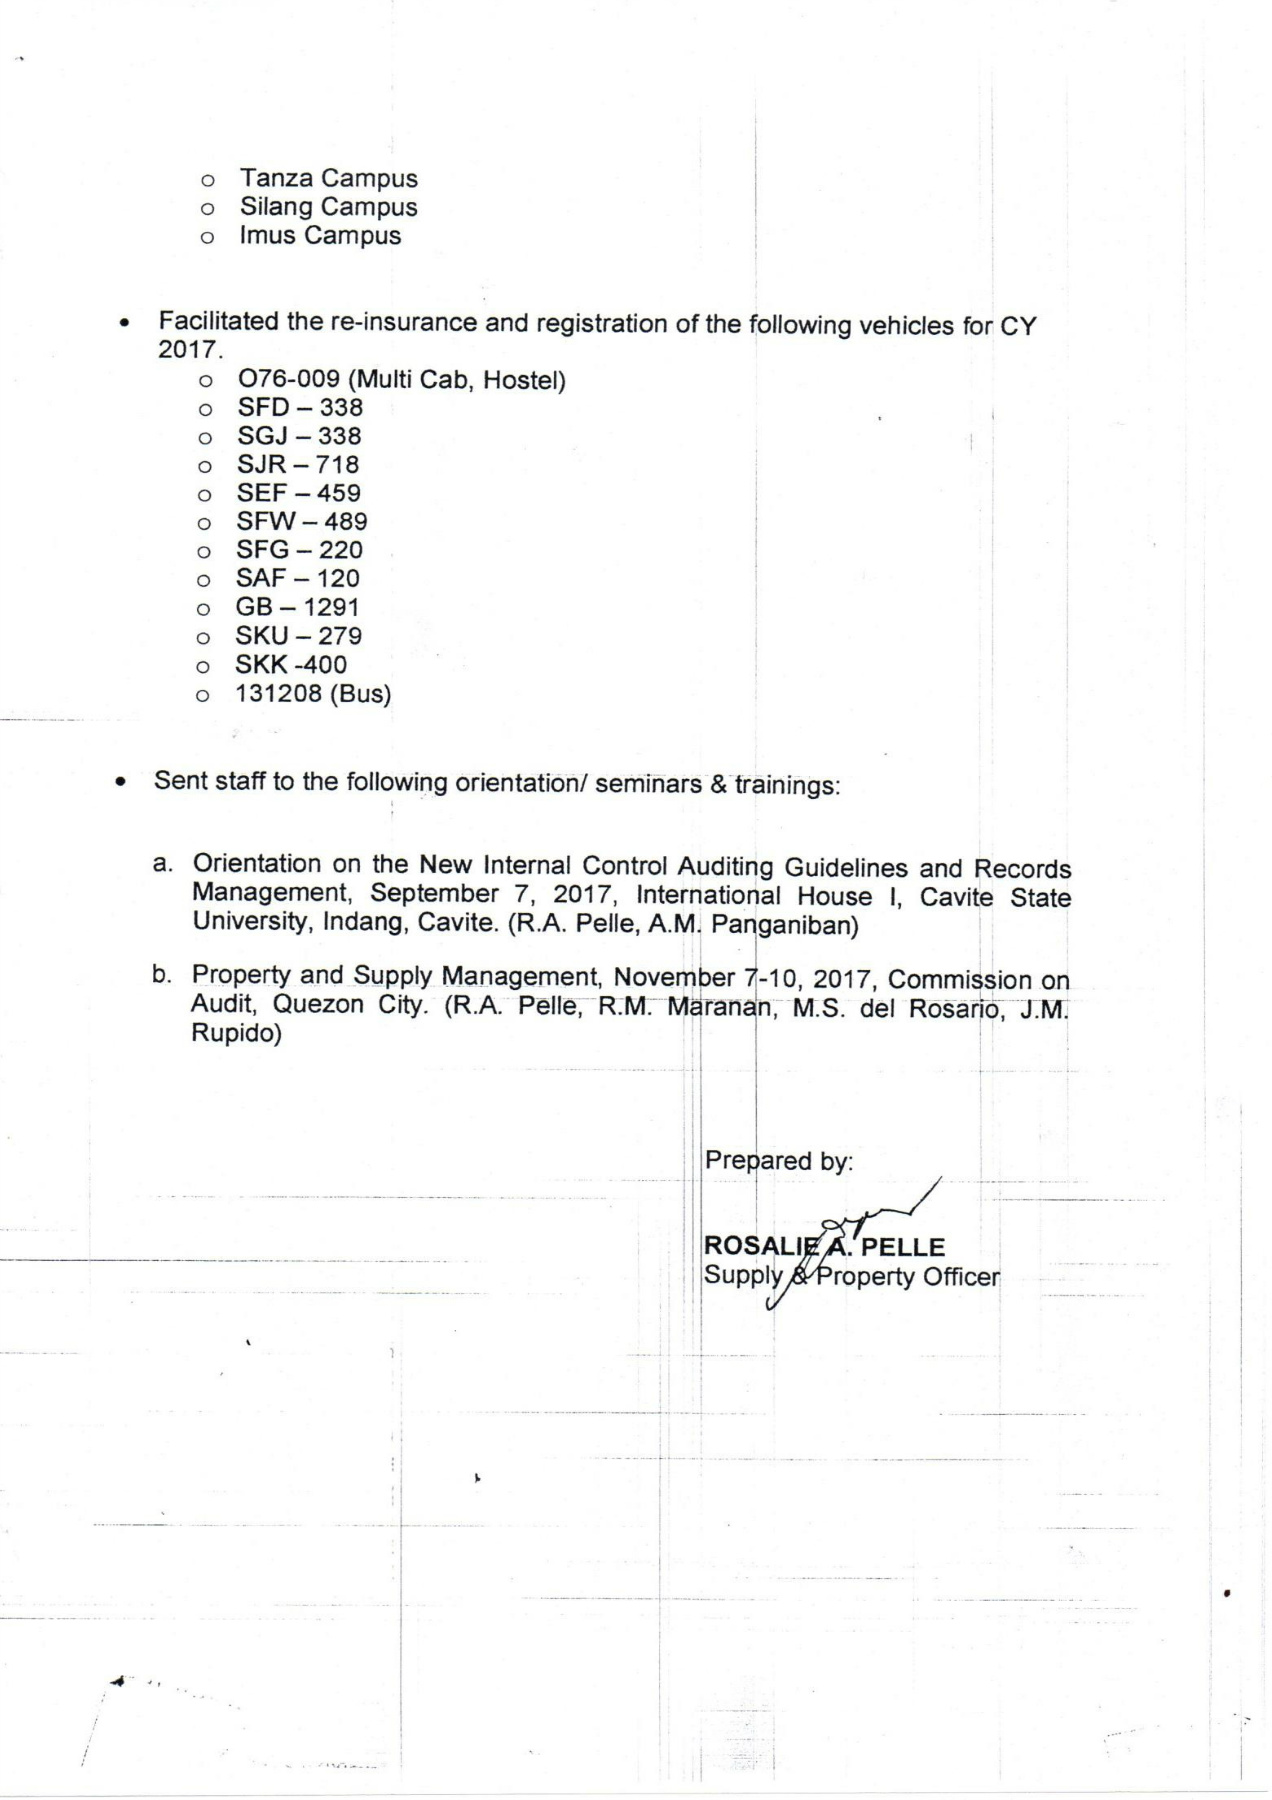 o Tanza Campus
o Silang Campus
o Imus Campus
• Facilitated the re-insurance and registration of the following vehicles for CY
2017.
o O76-009 (Multi Cab, Hostel)
o SFD – 338
o SGJ – 338
o SJR – 718
o SEF – 459
o SFW – 489
o SFG – 220
o SAF – 120
o GB – 1291
o SKU – 279
o SKK -400
o 131208 (Bus)
• Sent staff to the following orientation/ seminars & trainings:
a. Orientation on the New Internal Control Auditing Guidelines and Records
Management, September 7, 2017, International House I, Cavite State
University, Indang, Cavite. (R.A. Pelle, A.M. Panganiban)
b. Property and Supply Management, November 7-10, 2017, Commission on
Audit, Quezon City. (R.A. Pelle, R.M. Maranan, M.S. del Rosario, J.M.
Rupido)
Prepared by:
ROSALIE A. PELLE
Supply & Property Officer